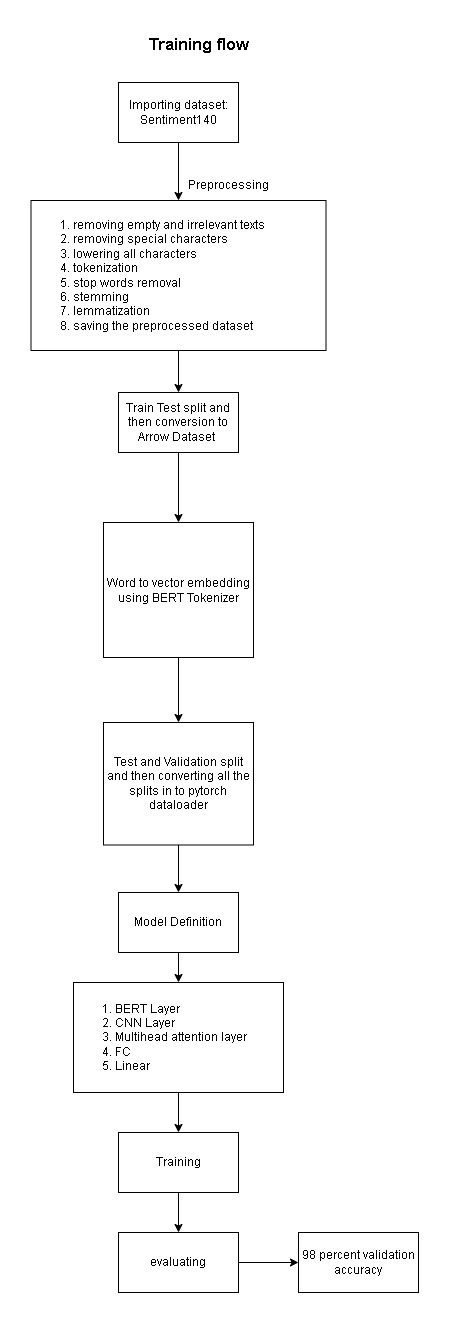 Training flow
Importing dataset:
Sentiment140
Preprocessing
1. removing empty and irrelevant texts
2. removing special characters
3. lowering all characters
4. tokenization
5. stop words removal
6. stemming
7. lemmatization
8. saving the preprocessed dataset
Train Test split and
then conversion to
Arrow Dataset
Word to vector embedding
using BERT Tokenizer
Test and Validation split
and then converting all the
splits in to pytorch
dataloader
Model Definition
1. BERT Layer
2. CNN Layer
3. Multihead attention layer
4. FC
5. Linear
Training
evaluating
98 percent validation
accuracy